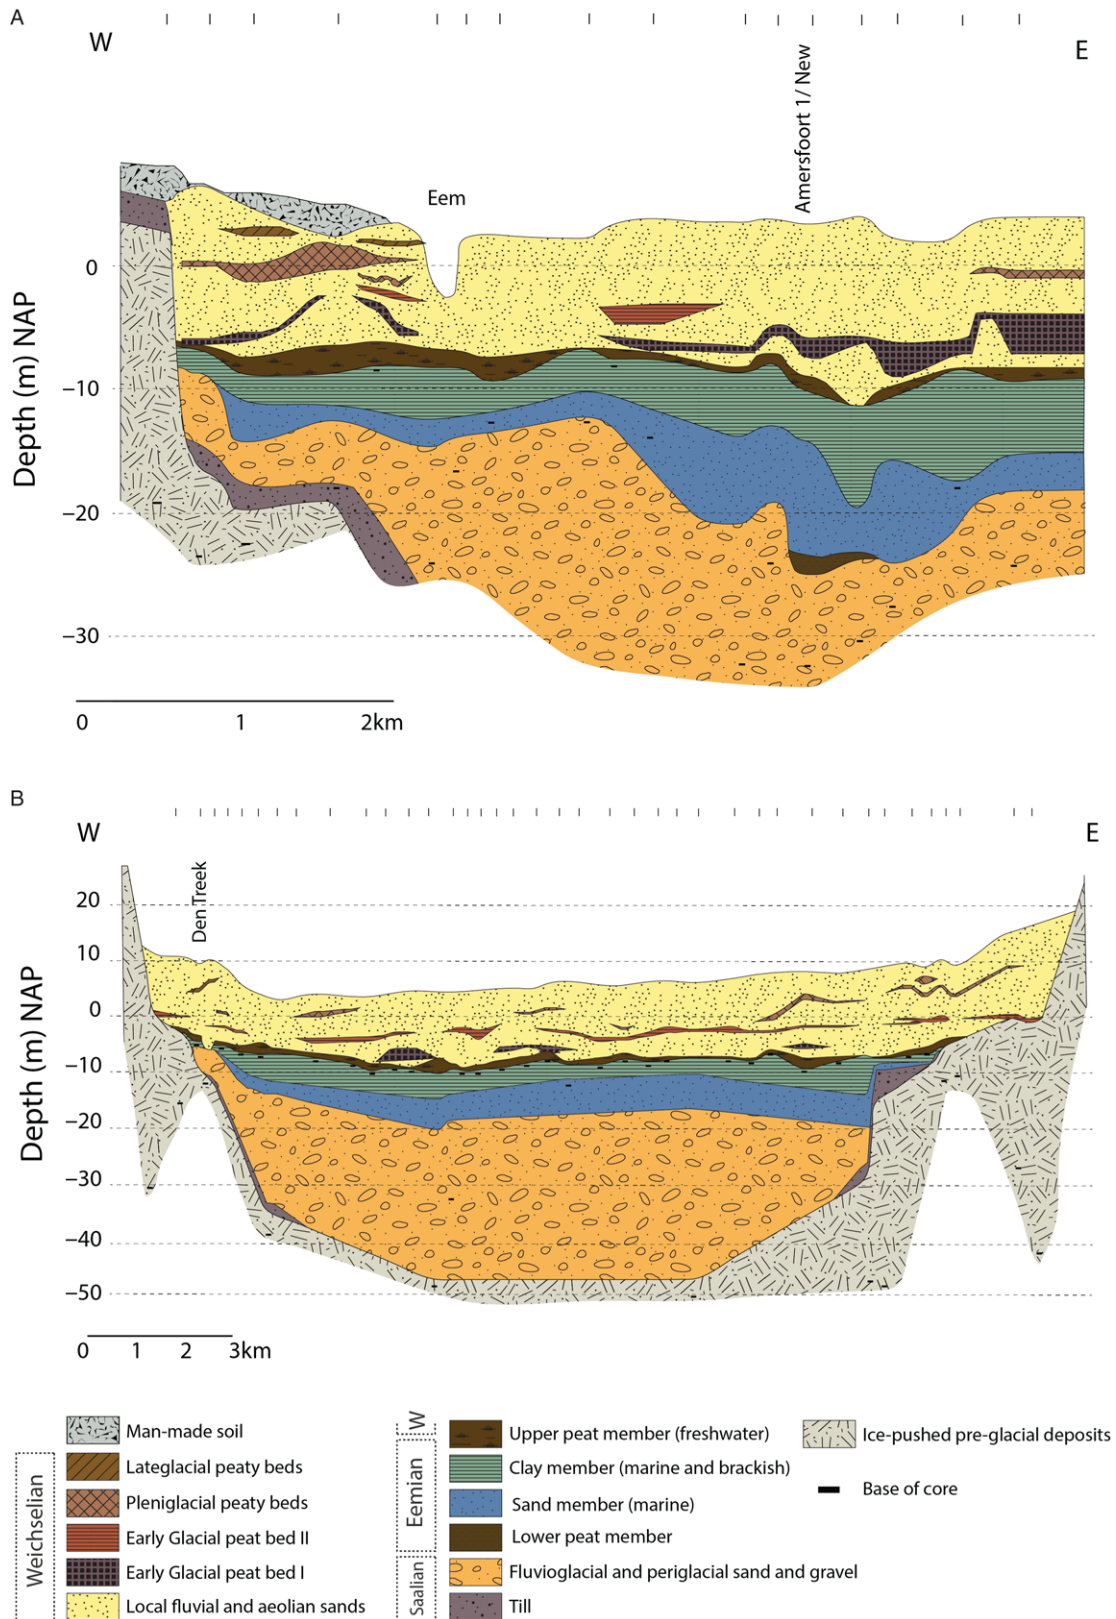 A
W
E
Eem
Amersfoort 1/ New
Depth (m) NAP
0
−10
−20
−30
0 1 2km
B
W
E
Den Treek
Depth (m) NAP
20
10
0
−10
−20
−30
−40
−50
0 1 2 3km
Weichselian
Man-made soil
Lateglacial peaty beds
Pleniglacial peaty beds
Early Glacial peat bed II
Early Glacial peat bed I
Local fluvial and aeolian sands
W
Eemian
Saalian
Upper peat member (freshwater)
Clay member (marine and brackish)
Sand member (marine)
Lower peat member
Fluvioglacial and periglacial sand and gravel
Till
Ice-pushed pre-glacial deposits
Base of core